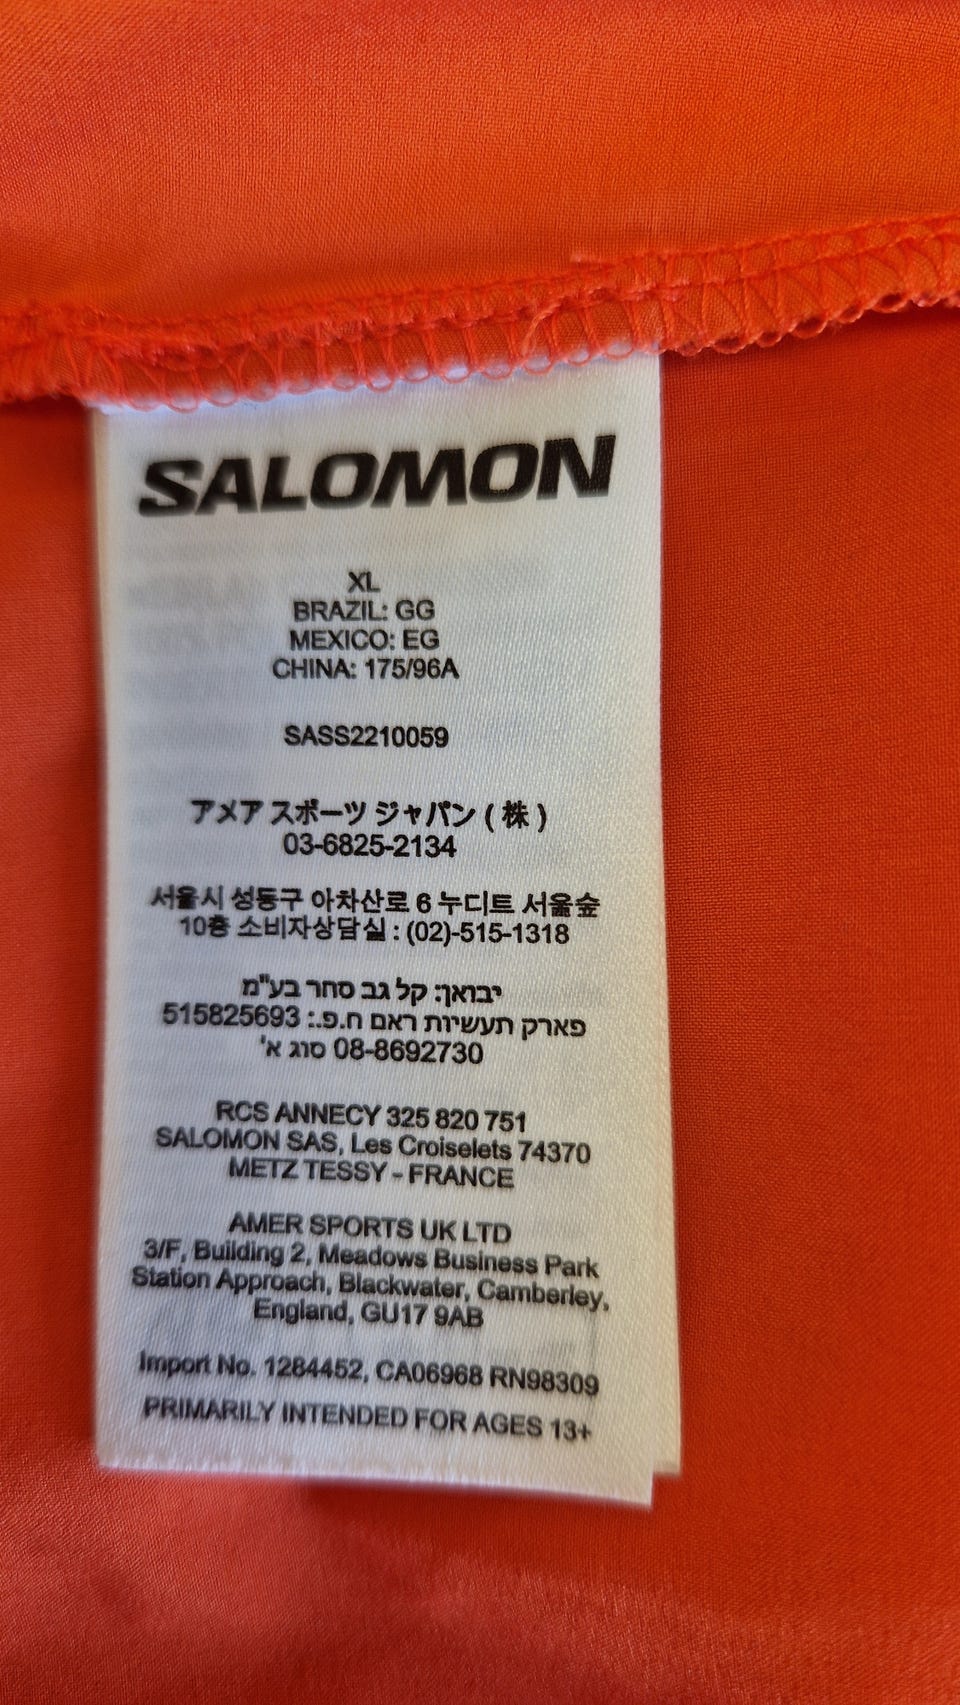 SALOMON
XL
BRAZIL: GG
MEXICO: EG
CHINA: 175/96A
SASS2210059
アメア スポーツ ジャパン ( 株 )
03-6825-2134
서울시 성동구 아차산로 6 누디트 서울숲
10층 소비자상담실 : (02)-515-1318
יבואן: קל גב סחר בע"מ
פארק תעשיות ראם ח.פ.: 515825693
08-8692730 סוג א'
RCS ANNECY 325 820 751
SALOMON SAS, Les Croiselets 74370
METZ TESSY - FRANCE
AMER SPORTS UK LTD
3/F, Building 2, Meadows Business Park
Station Approach, Blackwater, Camberley,
England, GU17 9AB
Import No. 1284452, CA06968 RN98309
PRIMARILY INTENDED FOR AGES 13+